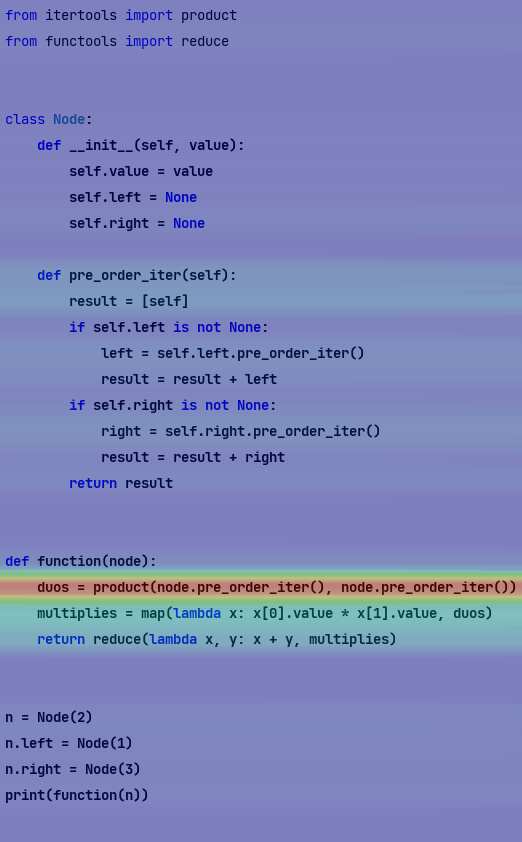 from itertools import product
from functools import reduce
class Node:
    def __init__(self, value):
        self.value = value
        self.left = None
        self.right = None
    def pre_order_iter(self):
        result = [self]
        if self.left is not None:
            left = self.left.pre_order_iter()
            result = result + left
        if self.right is not None:
            right = self.right.pre_order_iter()
            result = result + right
        return result
def function(node):
    duos = product(node.pre_order_iter(), node.pre_order_iter())
    multiplies = map(lambda x: x[0].value * x[1].value, duos)
    return reduce(lambda x, y: x + y, multiplies)
n = Node(2)
n.left = Node(1)
n.right = Node(3)
print(function(n))